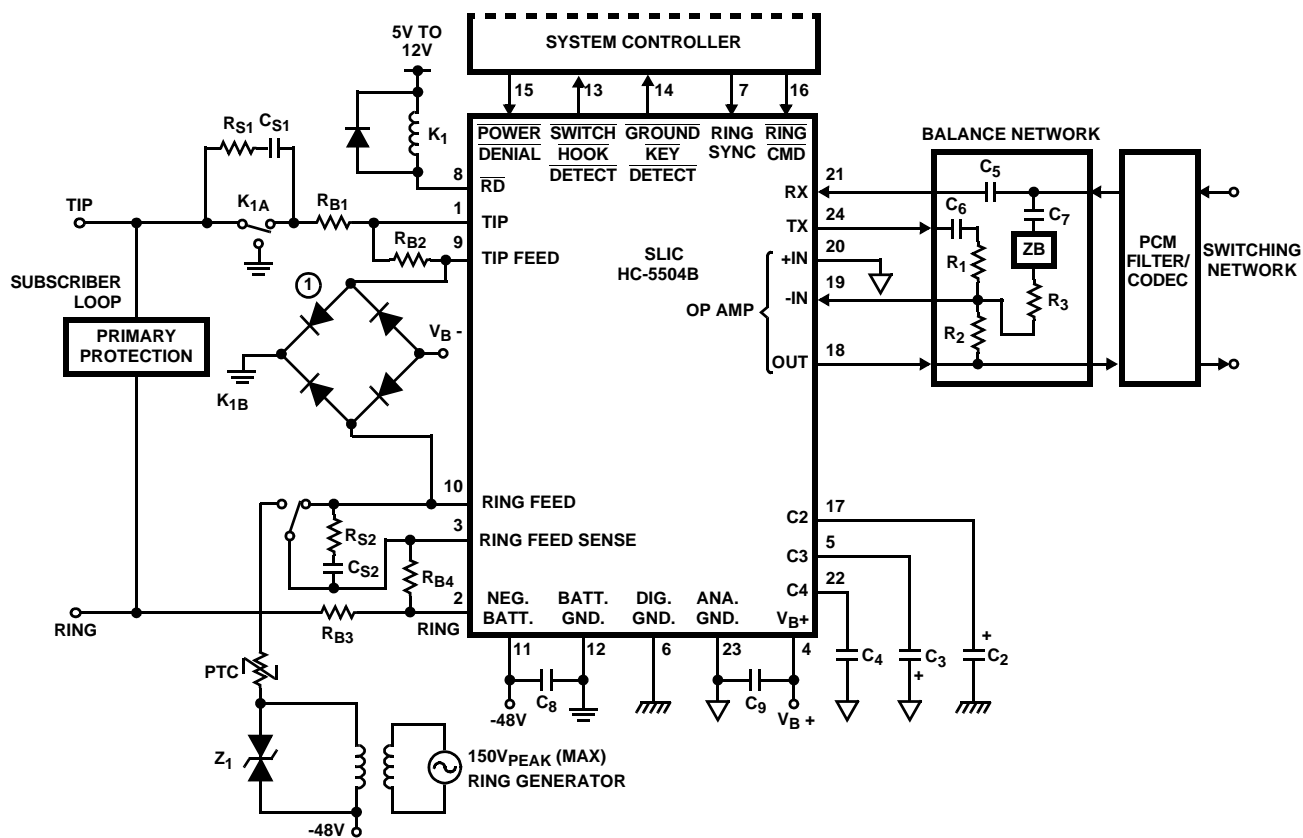 5V TO
12V
SYSTEM CONTROLLER
15
13
14
7
16
RS1
CS1
K1
POWER
DENIAL
SWITCH
HOOK
DETECT
GROUND
KEY
DETECT
RING
SYNC
RING
CMD
BALANCE NETWORK
8
RD
21
RX
C5
TIP
K1A
RB1
1
TIP
24
TX
C6
C7
RB2
9
TIP FEED
SLIC
HC-5504B
20
+IN
R1
ZB
PCM
FILTER/
CODEC
SWITCHING
NETWORK
SUBSCRIBER
LOOP
1
OP AMP
19
-IN
R3
PRIMARY
PROTECTION
VB -
R2
18
OUT
K1B
10
RING FEED
17
C2
RS2
3
RING FEED SENSE
5
C3
CS2
RB4
22
C4
2
RING
RB3
RING
NEG.
BATT.
BATT.
GND.
DIG.
GND.
ANA.
GND.
VB+
11
12
6
23
4
C4
C3
+
+
C2
PTC
C8
-48V
C9
VB +
Z1
150VPEAK (MAX)
RING GENERATOR
-48V